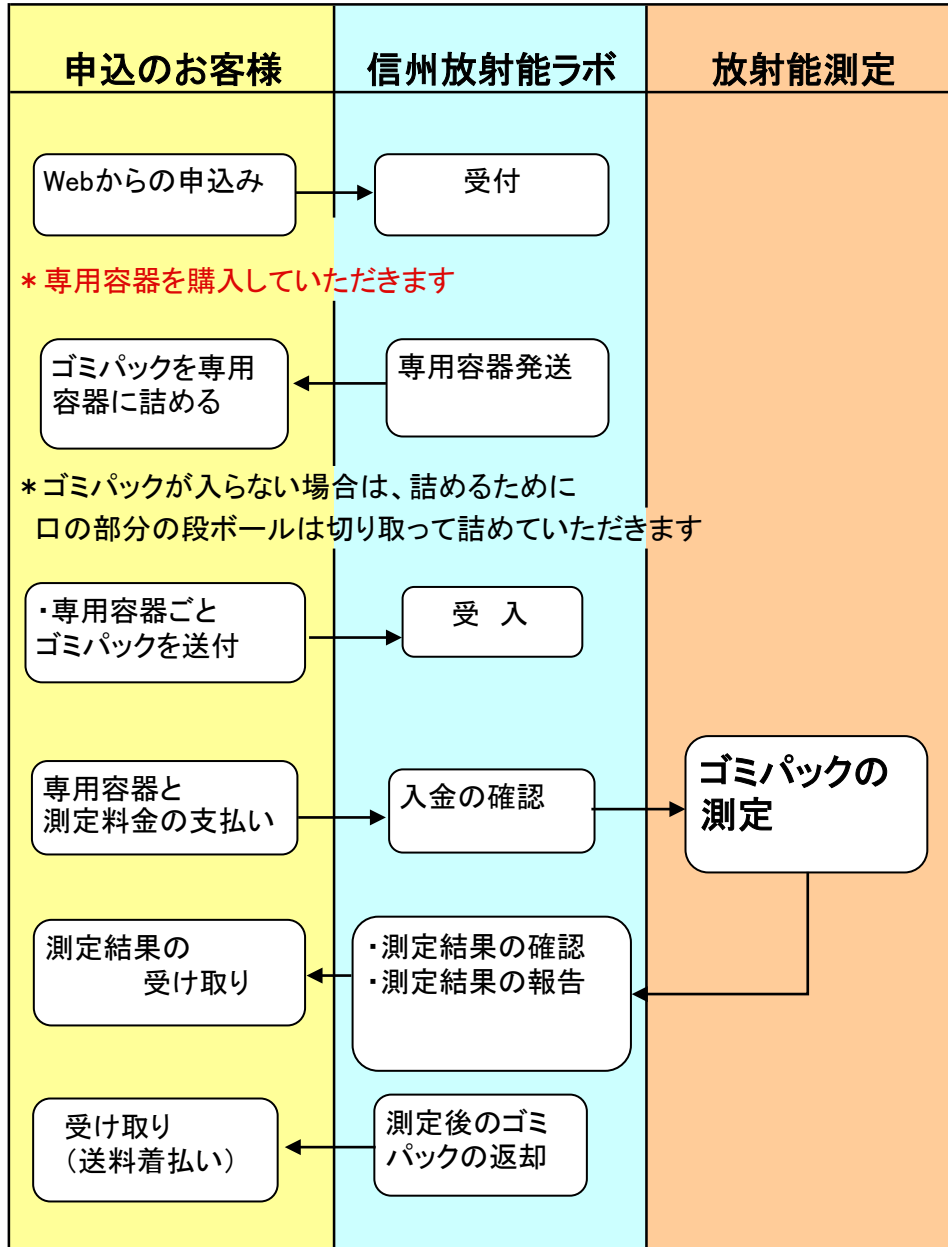 申込のお客様
信州放射能ラボ
放射能測定
Webからの申込み
受付
＊専用容器を購入していただきます
ゴミパックを専用
容器に詰める
専用容器発送
＊ゴミパックが入らない場合は、詰めるために
口の部分の段ボールは切り取って詰めていただきます
・専用容器ごと
ゴミパックを送付
受 入
専用容器と
測定料金の支払い
入金の確認
ゴミパックの
測定
測定結果の
受け取り
・測定結果の確認
・測定結果の報告
受け取り
（送料着払い）
測定後のゴミ
パックの返却